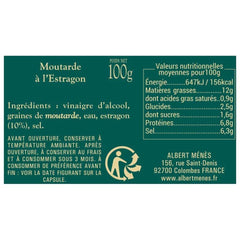 Moutarde
à l'Estragon
POIDS NET
100g
Ingrédients : vinaigre d'alcool,
graines de moutarde, eau, estragon
(10%), sel.
AVANT OUVERTURE, CONSERVER À
TEMPÉRATURE AMBIANTE. APRÈS
OUVERTURE, À CONSERVER AU FRAIS ET
À CONSOMMER SOUS 3 MOIS. À
CONSOMMER DE PRÉFÉRENCE AVANT FIN :
VOIR LA DATE FIGURANT SUR LA
CAPSULE.
Valeurs nutritionnelles
moyennes pour100g
Énergie.............647kJ / 156kcal
Matières grasses...............12g
dont acides gras saturés...0,9g
Glucides.........................2,5g
dont sucres.....................1,6g
Protéines........................6,8g
Sel................................6,3g
ALBERT MÉNÈS
156, rue Saint-Denis
92700 Colombes FRANCE
www.albertmenes.com